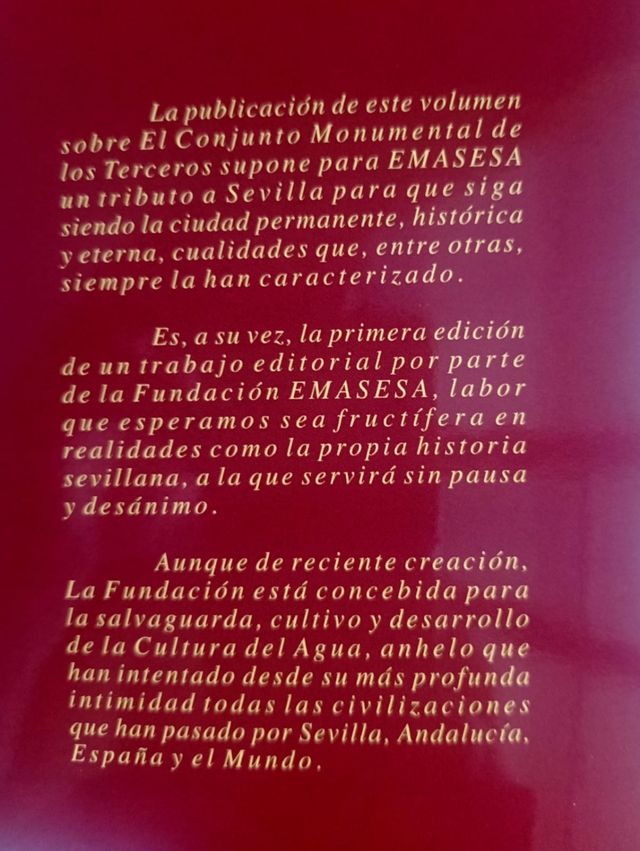 La publicación de este volumen
sobre El Conjunto Monumental de
los Terceros supone para EMASESA
un tributo a Sevilla para que siga
siendo la ciudad permanente, histórica
y eterna, cualidades que, entre otras,
siempre la han caracterizado.
Es, a su vez, la primera edición
de un trabajo editorial por parte
de la Fundación EMASESA, labor
que esperamos sea fructífera en
realidades como la propia historia
sevillana, a la que servirá sin pausa
y desánimo.
Aunque de reciente creación,
La Fundación está concebida para
la salvaguarda, cultivo y desarrollo
de la Cultura del Agua, anhelo que
han intentado desde su más profunda
intimidad todas las civilizaciones
que han pasado por Sevilla, Andalucía,
España y el Mundo.